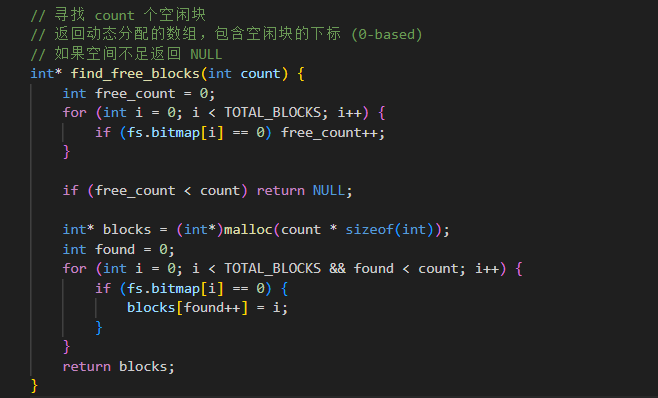 // 寻找 count 个空闲块
// 返回动态分配的数组，包含空闲块的下标 (0-based)
// 如果空间不足返回 NULL
int* find_free_blocks(int count) {
    int free_count = 0;
    for (int i = 0; i < TOTAL_BLOCKS; i++) {
        if (fs.bitmap[i] == 0) free_count++;
    }

    if (free_count < count) return NULL;

    int* blocks = (int*)malloc(count * sizeof(int));
    int found = 0;
    for (int i = 0; i < TOTAL_BLOCKS && found < count; i++) {
        if (fs.bitmap[i] == 0) {
            blocks[found++] = i;
        }
    }
    return blocks;
}